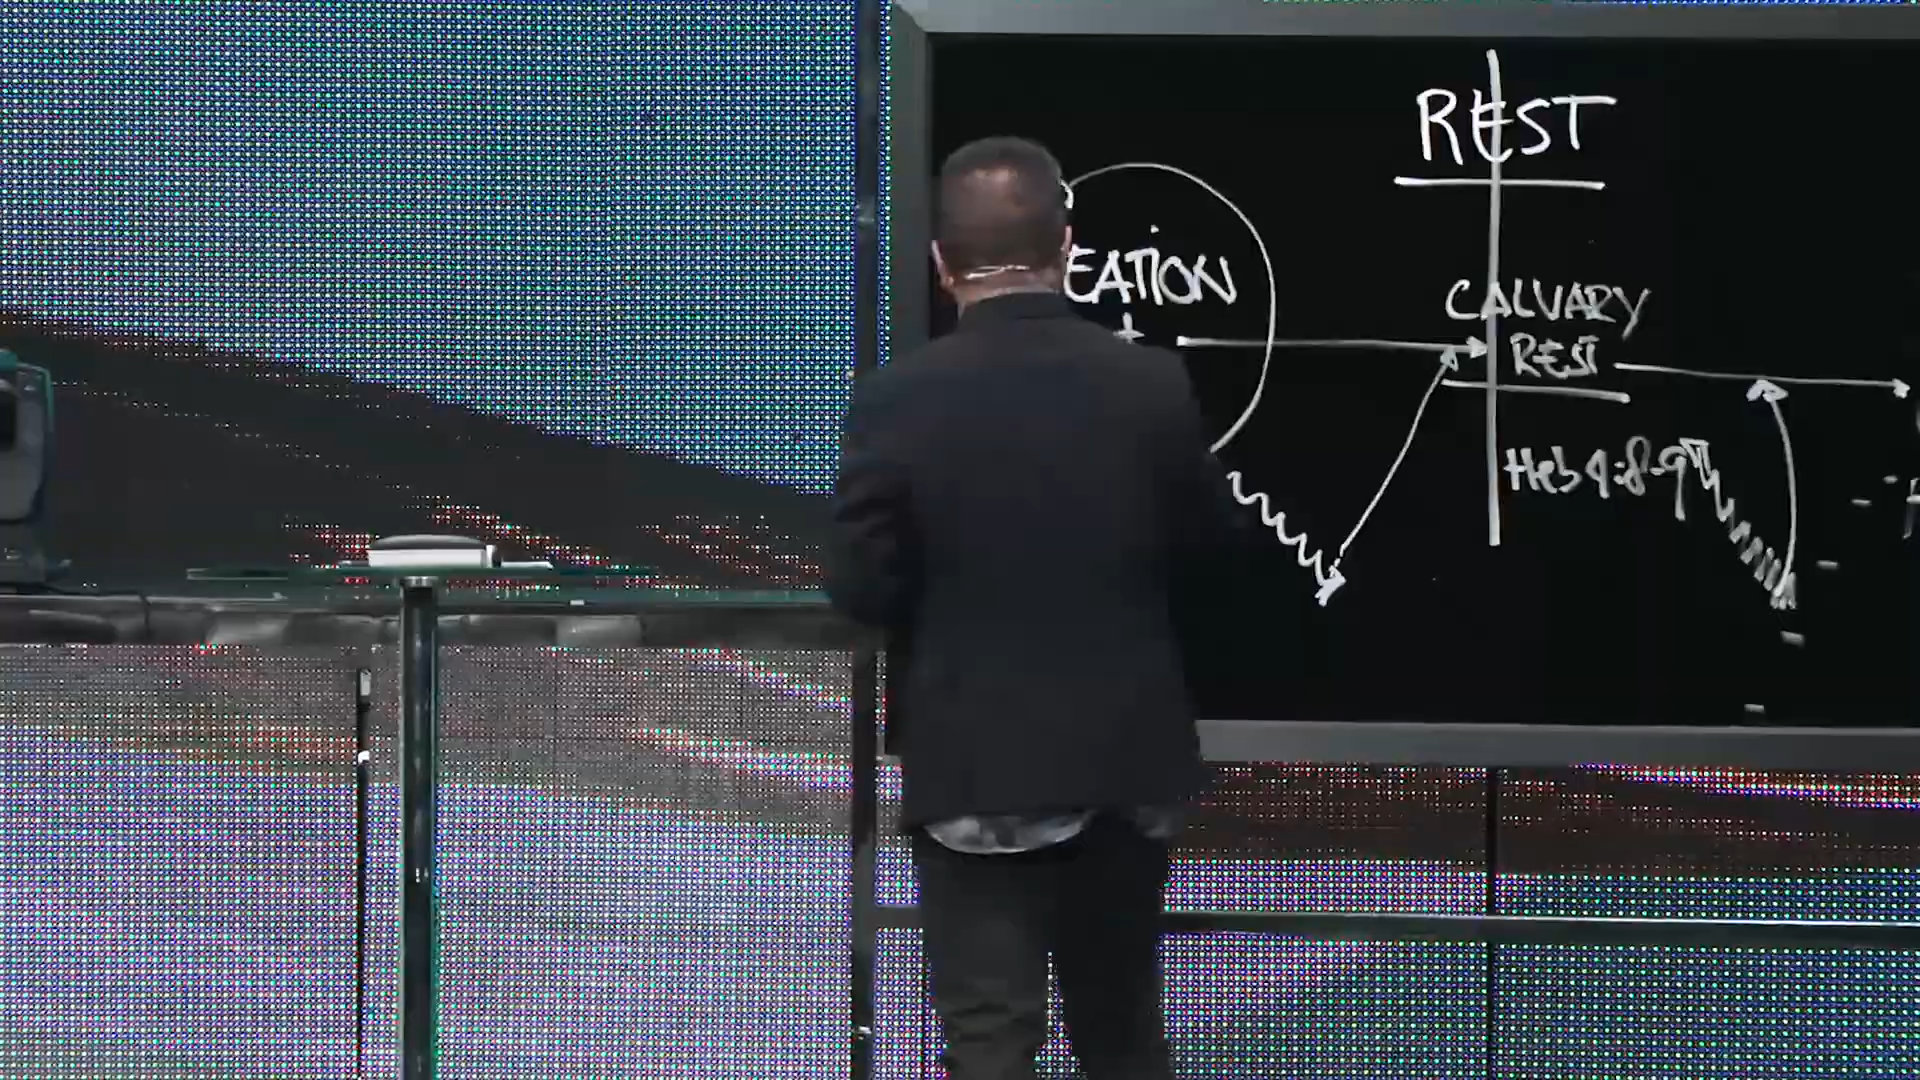 REST
EATION
CALVARY
REST
Heb 4:8-9